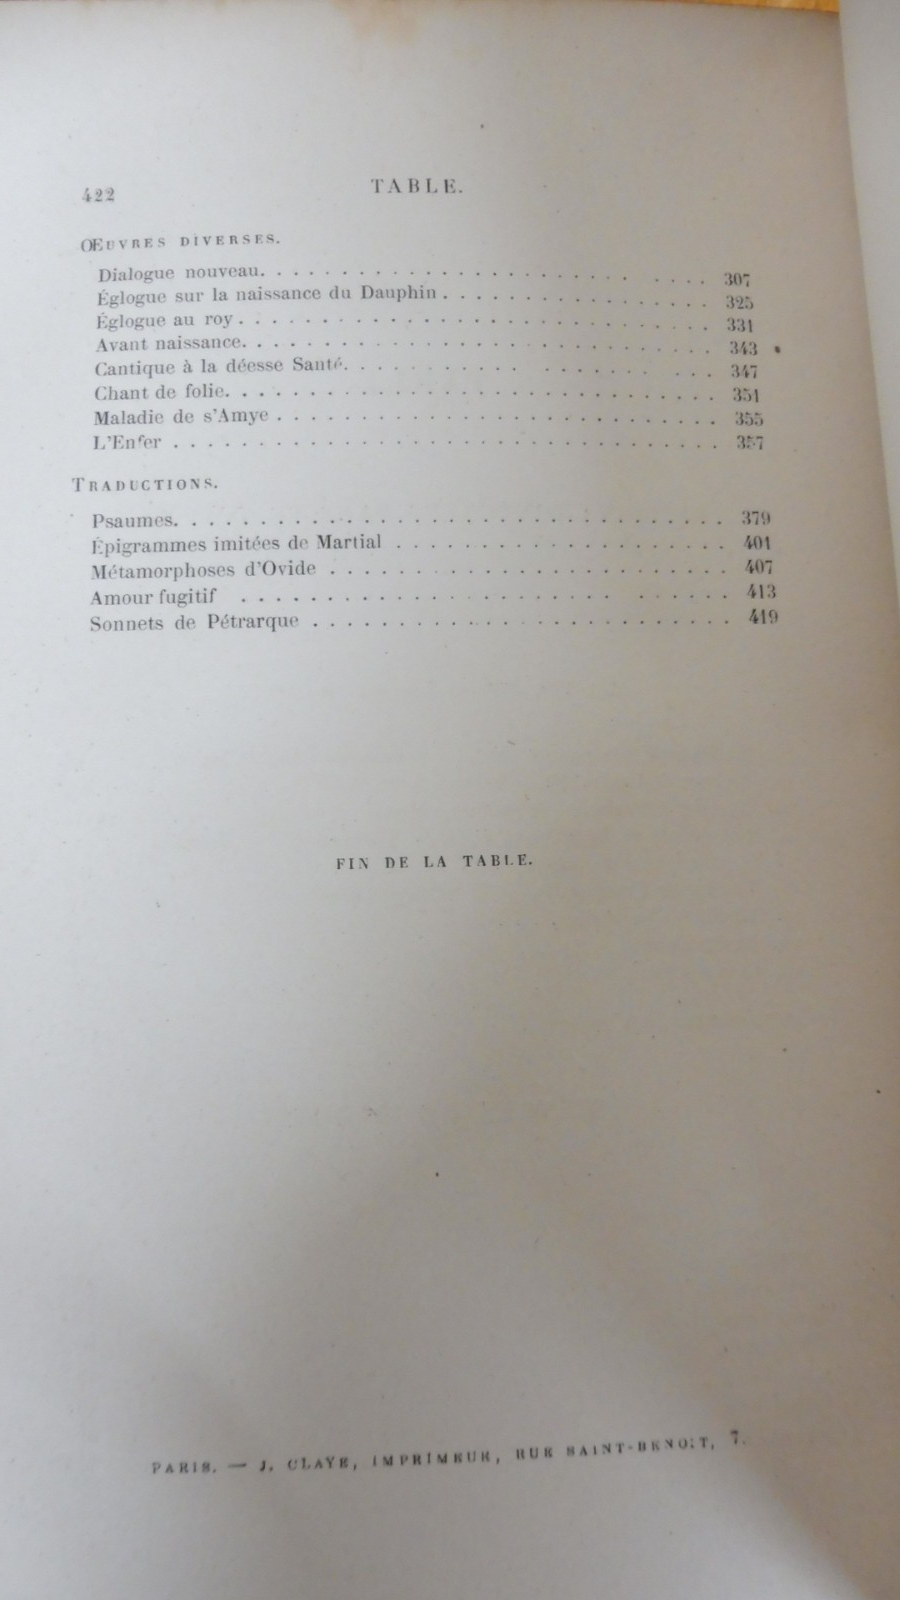 422 TABLE.
ŒUVRES DIVERSES.
Dialogue nouveau. . . . . . . . . . . . . . . . . . . . . . . . . . . . 307
Églogue sur la naissance du Dauphin . . . . . . . . . . . . . . . . . 325
Églogue au roy . . . . . . . . . . . . . . . . . . . . . . . . . . . . 331
Avant naissance. . . . . . . . . . . . . . . . . . . . . . . . . . . . 343
Cantique à la déesse Santé. . . . . . . . . . . . . . . . . . . . . . 347
Chant de folie. . . . . . . . . . . . . . . . . . . . . . . . . . . . . 351
Maladie de s'Amye . . . . . . . . . . . . . . . . . . . . . . . . . . 355
L'Enfer . . . . . . . . . . . . . . . . . . . . . . . . . . . . . . . . 357
TRADUCTIONS.
Psaumes. . . . . . . . . . . . . . . . . . . . . . . . . . . . . . . . 379
Épigrammes imitées de Martial . . . . . . . . . . . . . . . . . . . . 401
Métamorphoses d'Ovide . . . . . . . . . . . . . . . . . . . . . . . . 407
Amour fugitif . . . . . . . . . . . . . . . . . . . . . . . . . . . . 413
Sonnets de Pétrarque . . . . . . . . . . . . . . . . . . . . . . . . . 419
FIN DE LA TABLE.
PARIS. — J. CLAYE, IMPRIMEUR, RUE SAINT-BENOIT, 7.